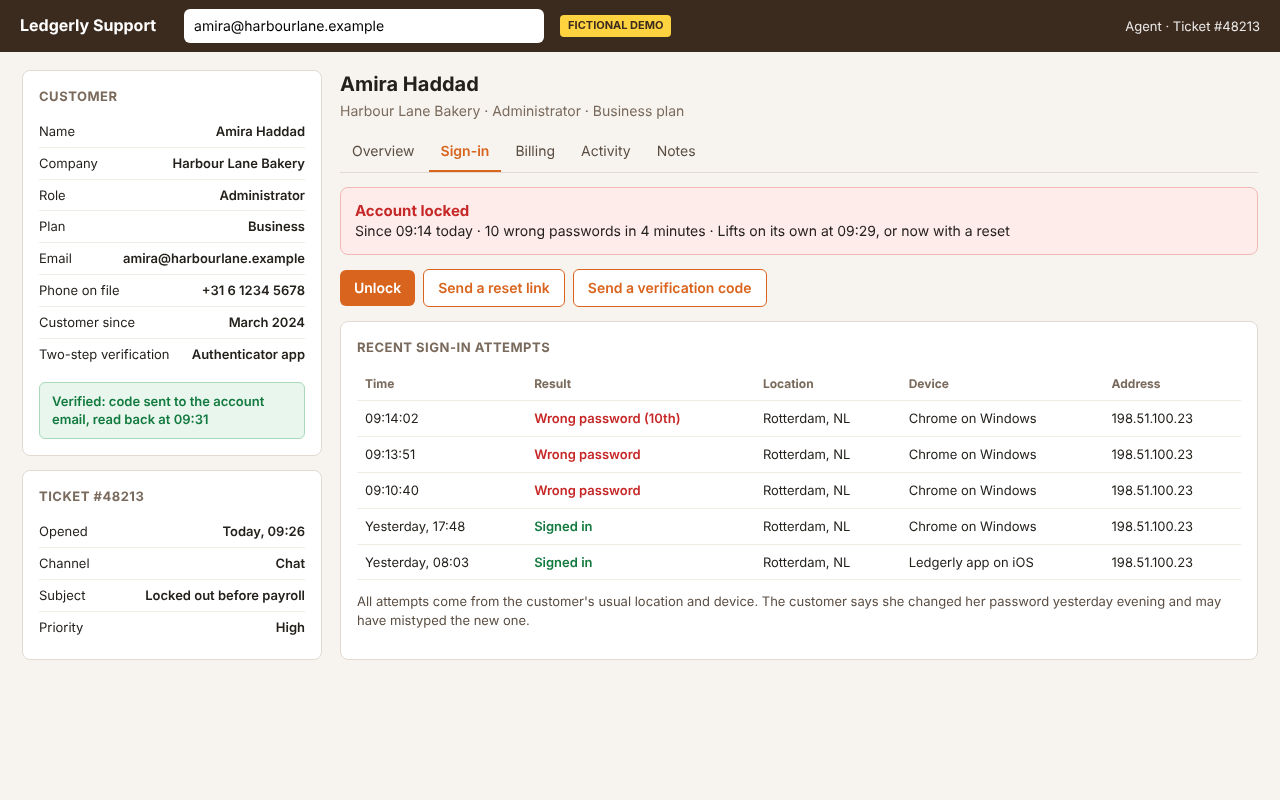 Ledgerly Support
amira@harbourlane.example
FICTIONAL DEMO
Agent · Ticket #48213
CUSTOMER
Name Amira Haddad
Company Harbour Lane Bakery
Role Administrator
Plan Business
Email amira@harbourlane.example
Phone on file +31 6 1234 5678
Customer since March 2024
Two-step verification Authenticator app
Verified: code sent to the account
email, read back at 09:31
TICKET #48213
Opened Today, 09:26
Channel Chat
Subject Locked out before payroll
Priority High
Amira Haddad
Harbour Lane Bakery · Administrator · Business plan
Overview Sign-in Billing Activity Notes
Account locked
Since 09:14 today · 10 wrong passwords in 4 minutes · Lifts on its own at 09:29, or now with a reset
Unlock Send a reset link Send a verification code
RECENT SIGN-IN ATTEMPTS
Time Result Location Device Address
09:14:02 Wrong password (10th) Rotterdam, NL Chrome on Windows 198.51.100.23
09:13:51 Wrong password Rotterdam, NL Chrome on Windows 198.51.100.23
09:10:40 Wrong password Rotterdam, NL Chrome on Windows 198.51.100.23
Yesterday, 17:48 Signed in Rotterdam, NL Chrome on Windows 198.51.100.23
Yesterday, 08:03 Signed in Rotterdam, NL Ledgerly app on iOS 198.51.100.23
All attempts come from the customer's usual location and device. The customer says she changed her password yesterday evening and may
have mistyped the new one.